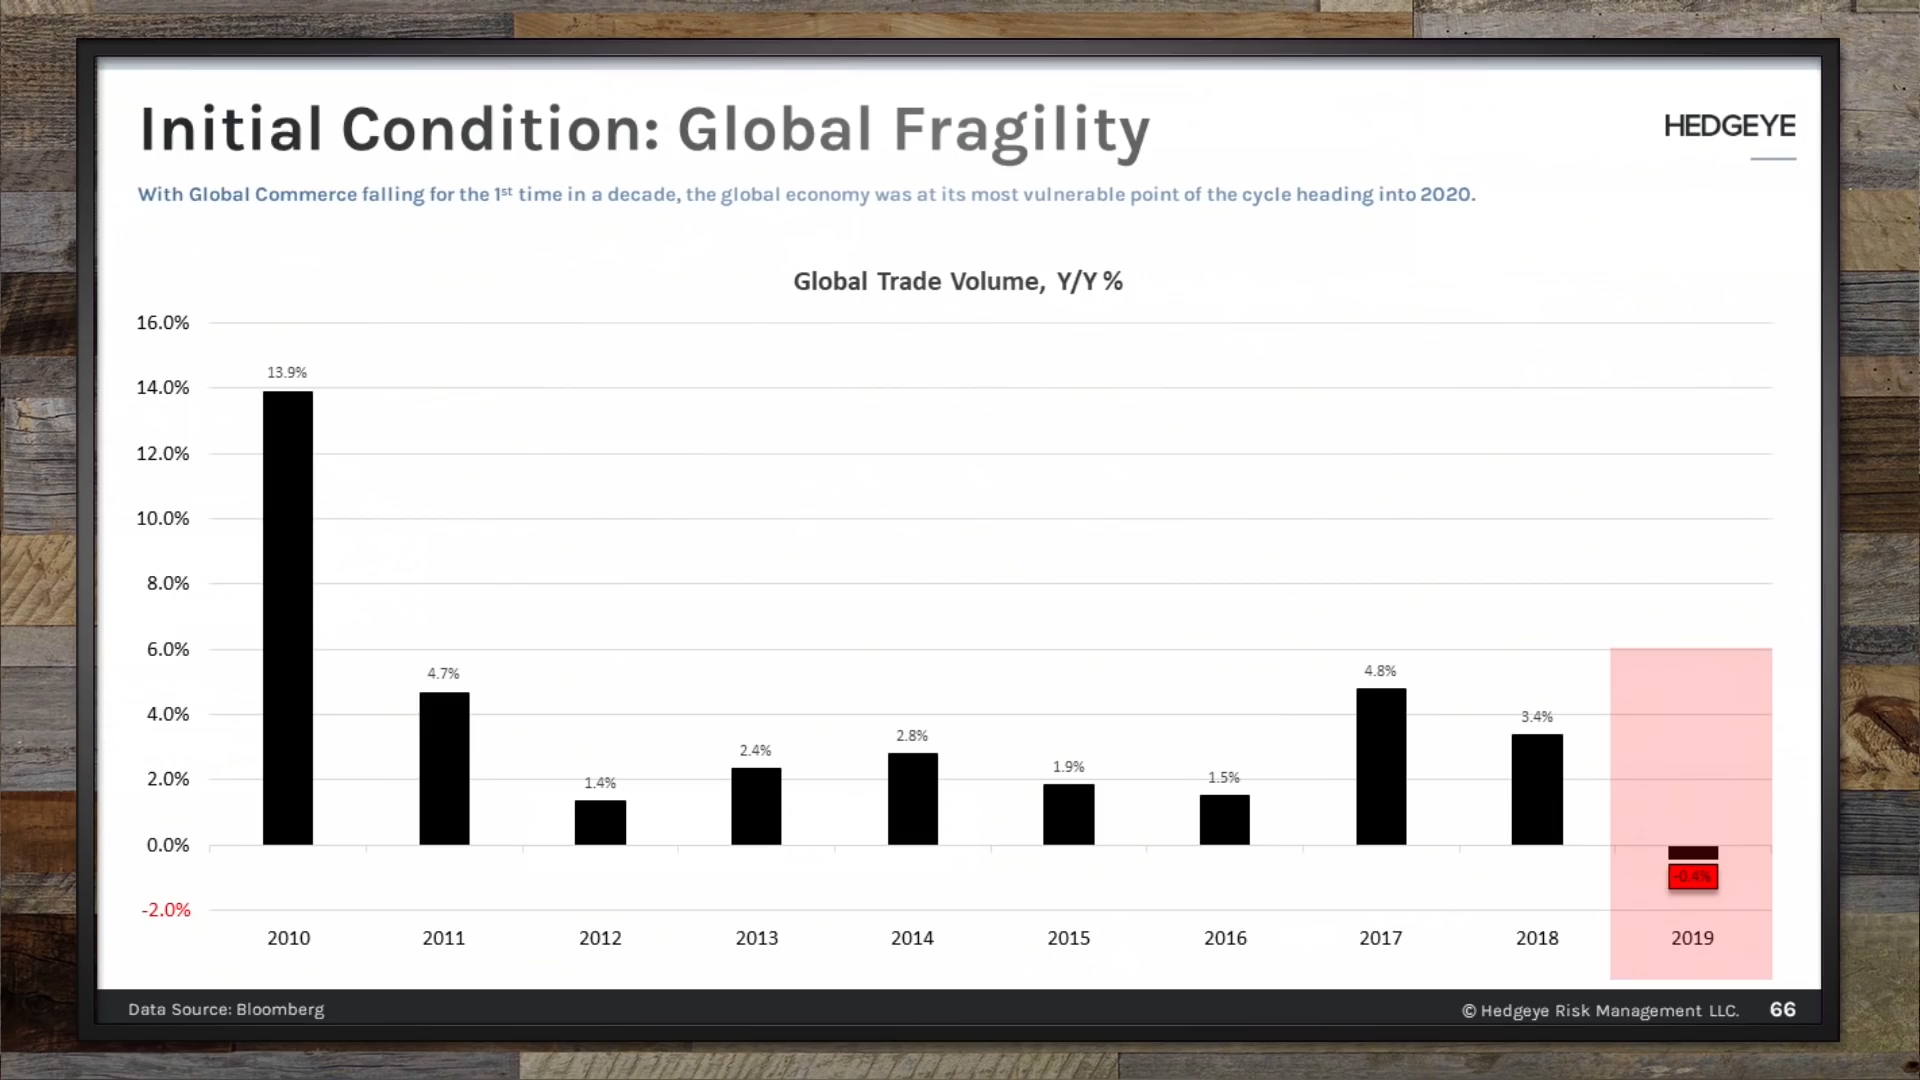 Initial Condition: Global Fragility
HEDGEYE
With Global Commerce falling for the 1st time in a decade, the global economy was at its most vulnerable point of the cycle heading into 2020.
Global Trade Volume, Y/Y %
16.0%
14.0%
12.0%
10.0%
8.0%
6.0%
4.0%
2.0%
0.0%
-2.0%
13.9%
4.7%
1.4%
2.4%
2.8%
1.9%
1.5%
4.8%
3.4%
-0.4%
2010 2011 2012 2013 2014 2015 2016 2017 2018 2019
Data Source: Bloomberg
© Hedgeye Risk Management LLC. 66